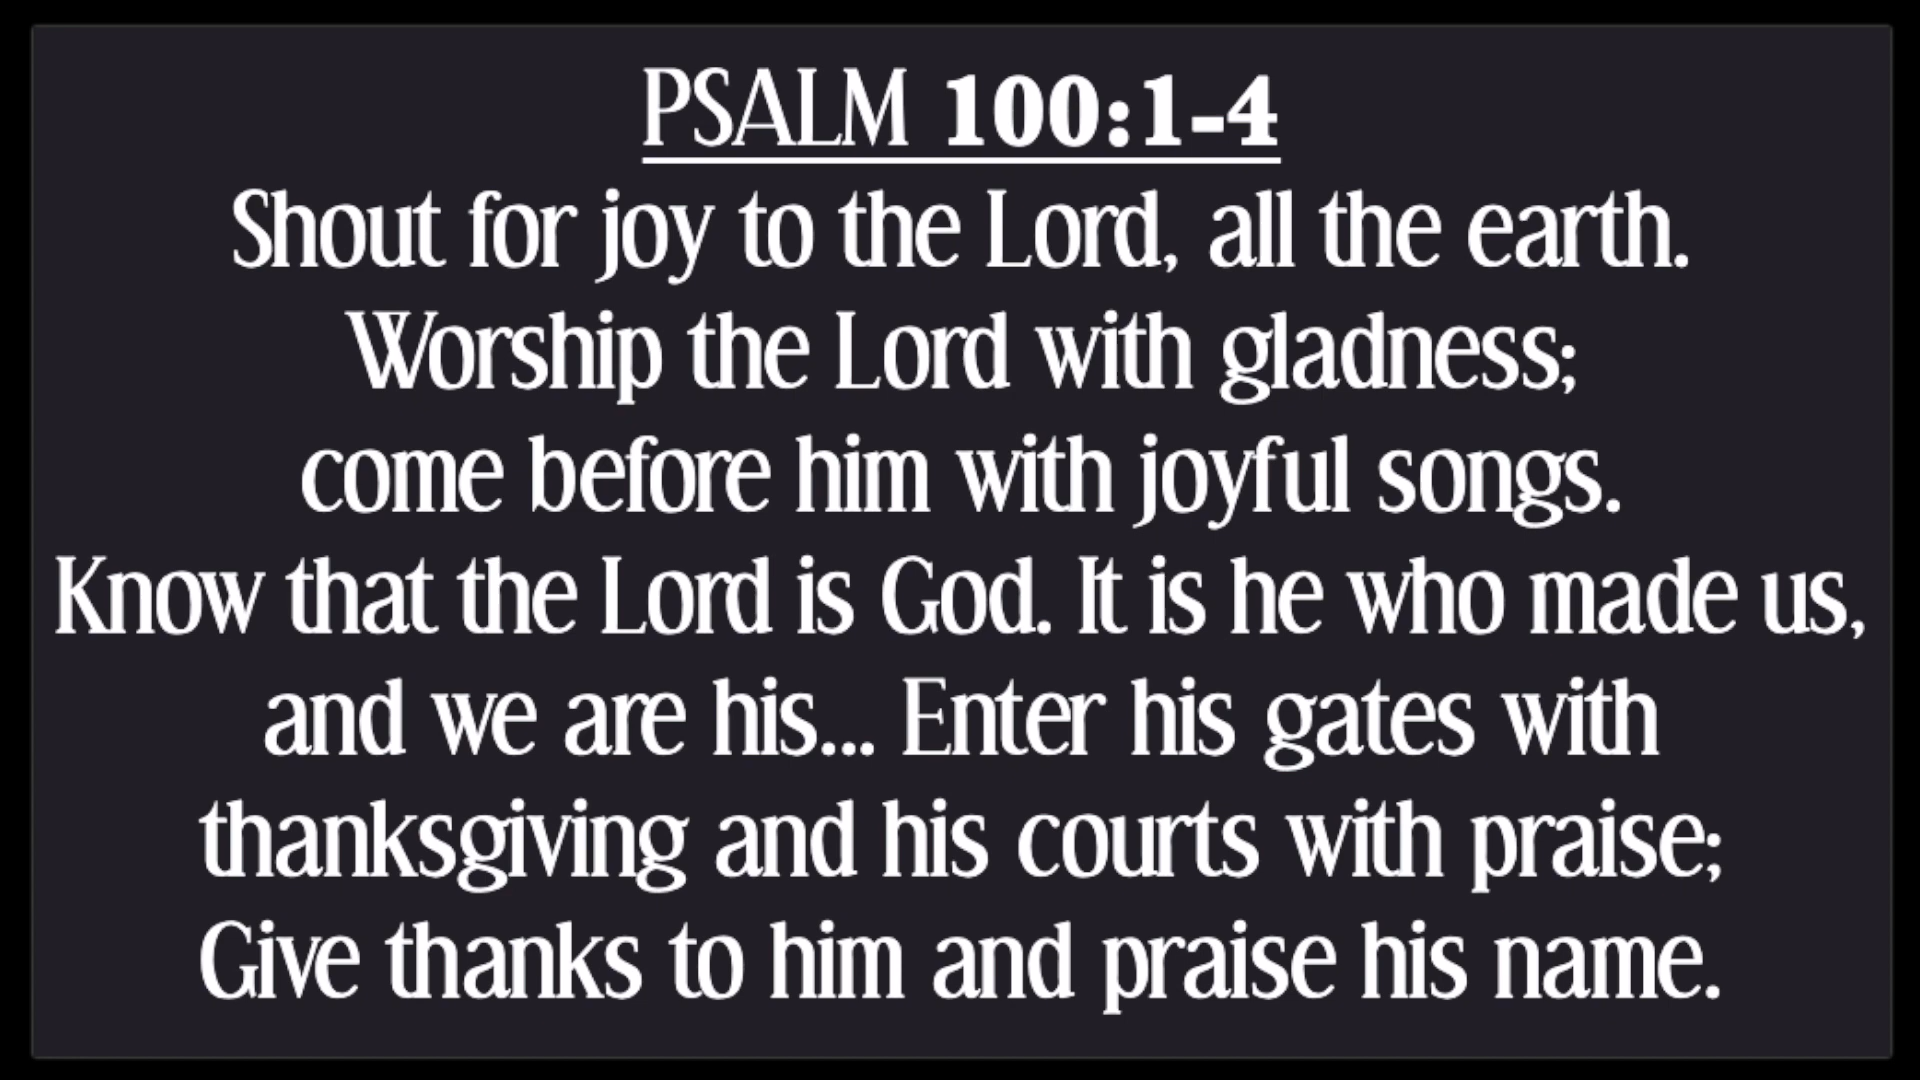 PSALM 100:1-4
Shout for joy to the Lord, all the earth.
Worship the Lord with gladness;
come before him with joyful songs.
Know that the Lord is God. It is he who made us,
and we are his... Enter his gates with
thanksgiving and his courts with praise;
Give thanks to him and praise his name.